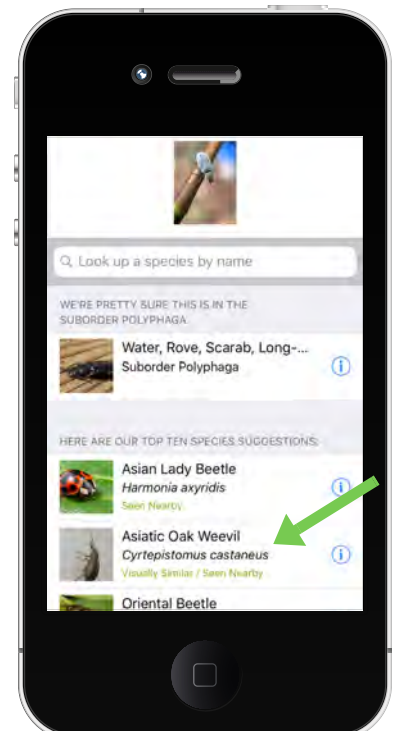 Look up a species by name
WE'RE PRETTY SURE THIS IS IN THE
SUBORDER POLYPHAGA.
Water, Rove, Scarab, Long-...
Suborder Polyphaga
HERE ARE OUR TOP TEN SPECIES SUGGESTIONS:
Asian Lady Beetle
Harmonia axyridis
Seen Nearby
Asiatic Oak Weevil
Cyrtepistomus castaneus
Visually Similar / Seen Nearby
Oriental Beetle